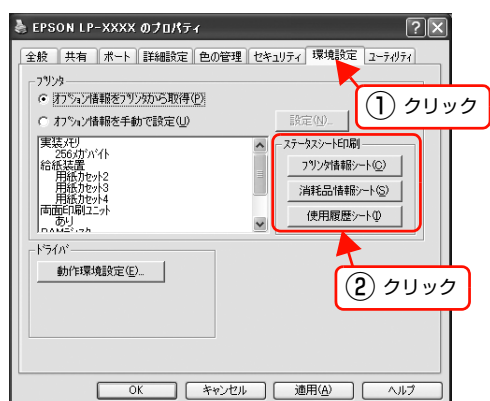 EPSON LP-XXXX のプロパティ
全般 共有 ポート 詳細設定 色の管理 セキュリティ 環境設定 ユーティリティ
プリンタ
オプション情報をプリンタから取得(P)
① クリック
オプション情報を手動で設定(U)
設定(N)...
実装メモリ
256メガバイト
給紙装置
用紙カセット2
用紙カセット3
用紙カセット4
両面印刷ユニット
あり
RAMディスク
ステータスシート印刷
プリンタ情報シート(C)
消耗品情報シート(S)
使用履歴シート(I)
ドライバ
動作環境設定(E)...
② クリック
OK キャンセル 適用(A) ヘルプ